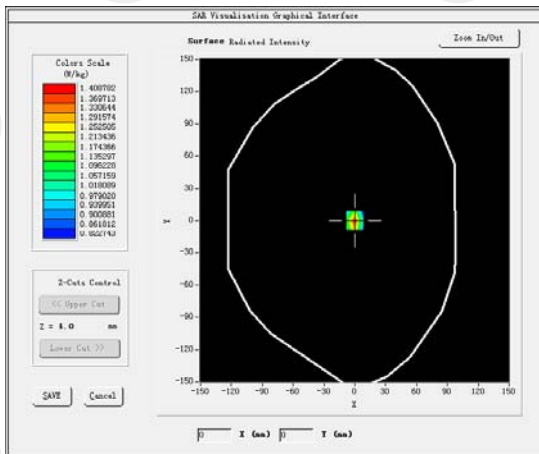 SAR Visualisation Graphical Interface
Surface Radiated Intensity
Zoom In/Out
Colors Scale
(W/kg)
1.408782
1.369713
1.330644
1.291574
1.252505
1.213436
1.174366
1.135297
1.096228
1.057159
1.018089
0.979020
0.939951
0.900881
0.861812
0.822743
150
120
90
60
30
0
-30
-60
-90
-120
-150
Y
-150 -120 -90 -60 -30 0 30 60 90 120 150
X
Z-Cuts Control
<< Upper Cut
Z = 4.0 mm
Lower Cut >>
SAVE Cancel
0 X (mm) 0 Y (mm)